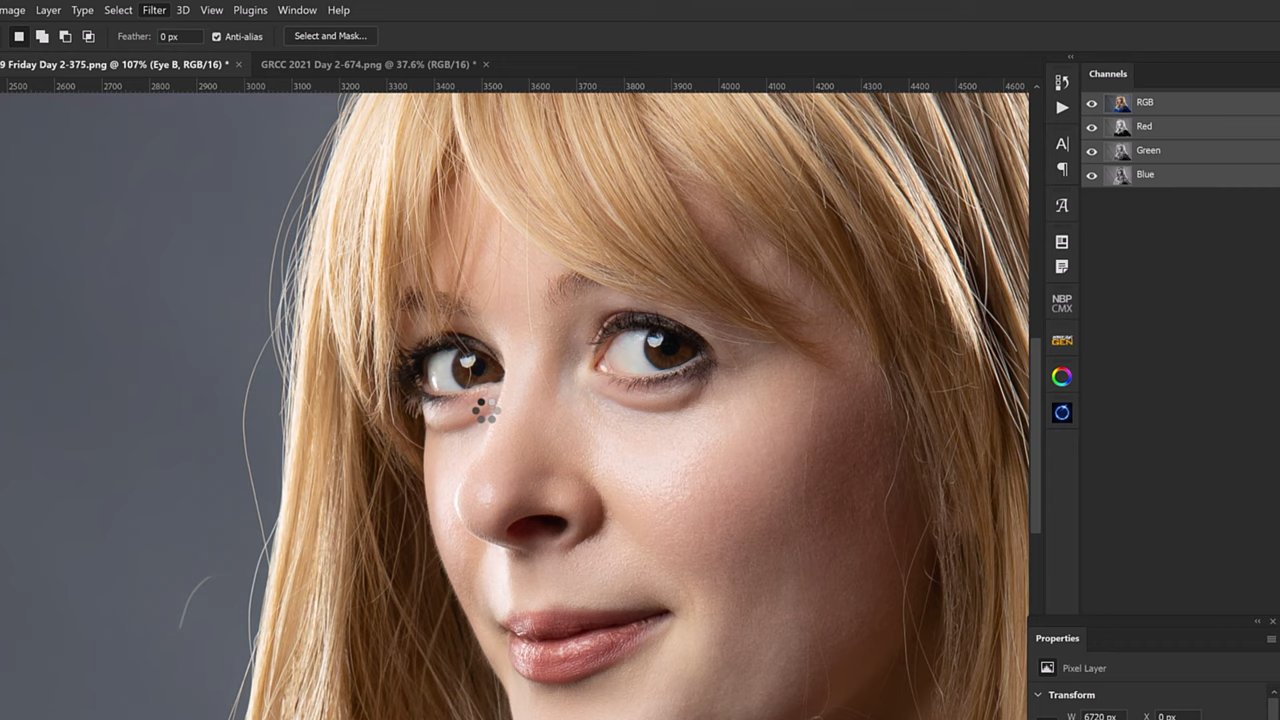 mage Layer Type Select Filter 3D View Plugins Window Help
Feather: 0 px Anti-alias Select and Mask...
9 Friday Day 2-375.png @ 107% (Eye B, RGB/16) * × GRCC 2021 Day 2-674.png @ 37.6% (RGB/16) * ×
2500 2600 2700 2800 2900 3000 3100 3200 3300 3400 3500 3600 3700 3800 3900 4000 4100 4200 4300 4400 4500 4600
Channels
RGB
Red
Green
Blue
NBP
CMX
GEN
Properties
Pixel Layer
Transform
W 6720 px X 0 px